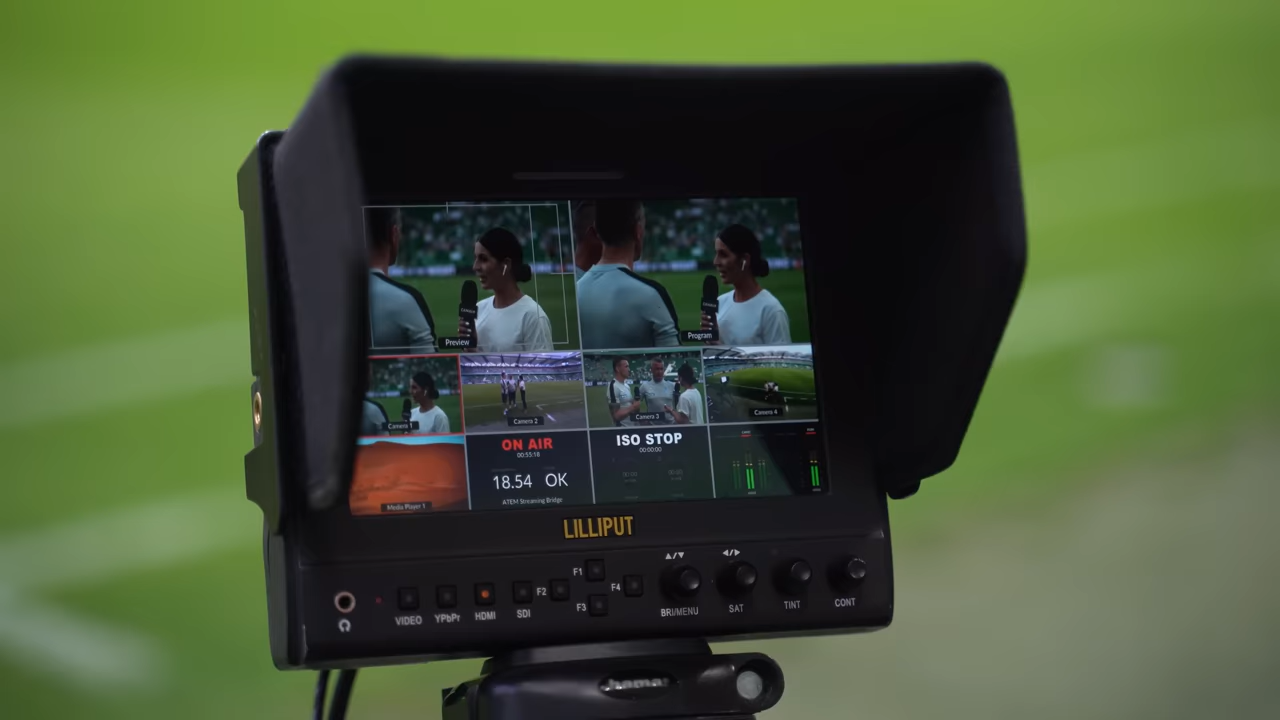 Preview
Program
Camera 1
Camera 2
Camera 3
Camera 4
Media Player 1
ON AIR
00:55:18
18.54 OK
ATEM Streaming Bridge
ISO STOP
00:00:00
LILLIPUT
VIDEO
YPbPr
HDMI
SDI
F1
F2
F3
F4
BRI/MENU
SAT
TINT
CONT
hama